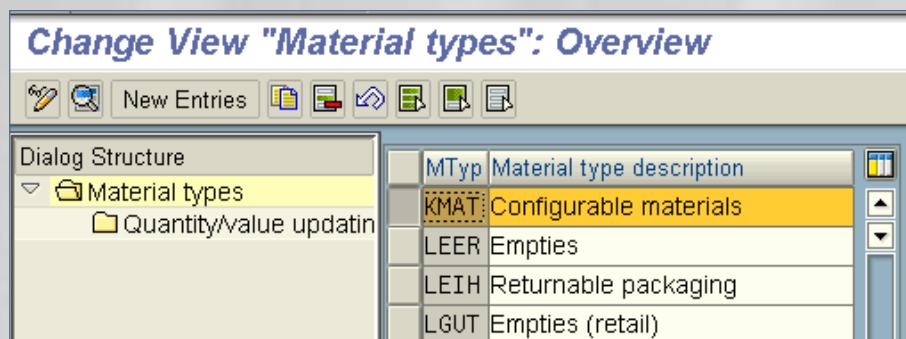 Change View "Material types": Overview
New Entries
Dialog Structure
Material types
Quantity/value updatin
MTyp Material type description
KMAT Configurable materials
LEER Empties
LEIH Returnable packaging
LGUT Empties (retail)